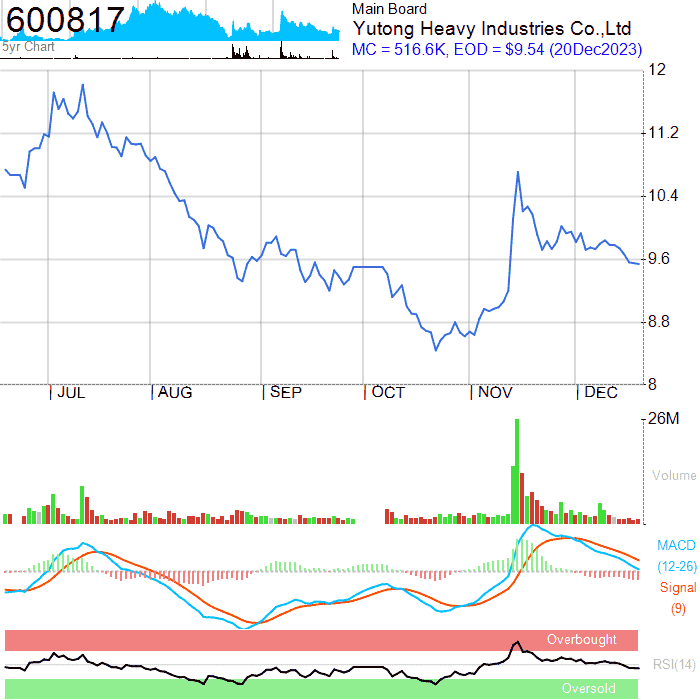 600817
5yr Chart
Main Board
Yutong Heavy Industries Co.,Ltd
MC = 516.6K, EOD = $9.54 (20Dec2023)
12
11.2
10.4
9.6
8.8
8
JUL AUG SEP OCT NOV DEC
26M
Volume
MACD
(12-26)
Signal
(9)
Overbought
RSI(14)
Oversold